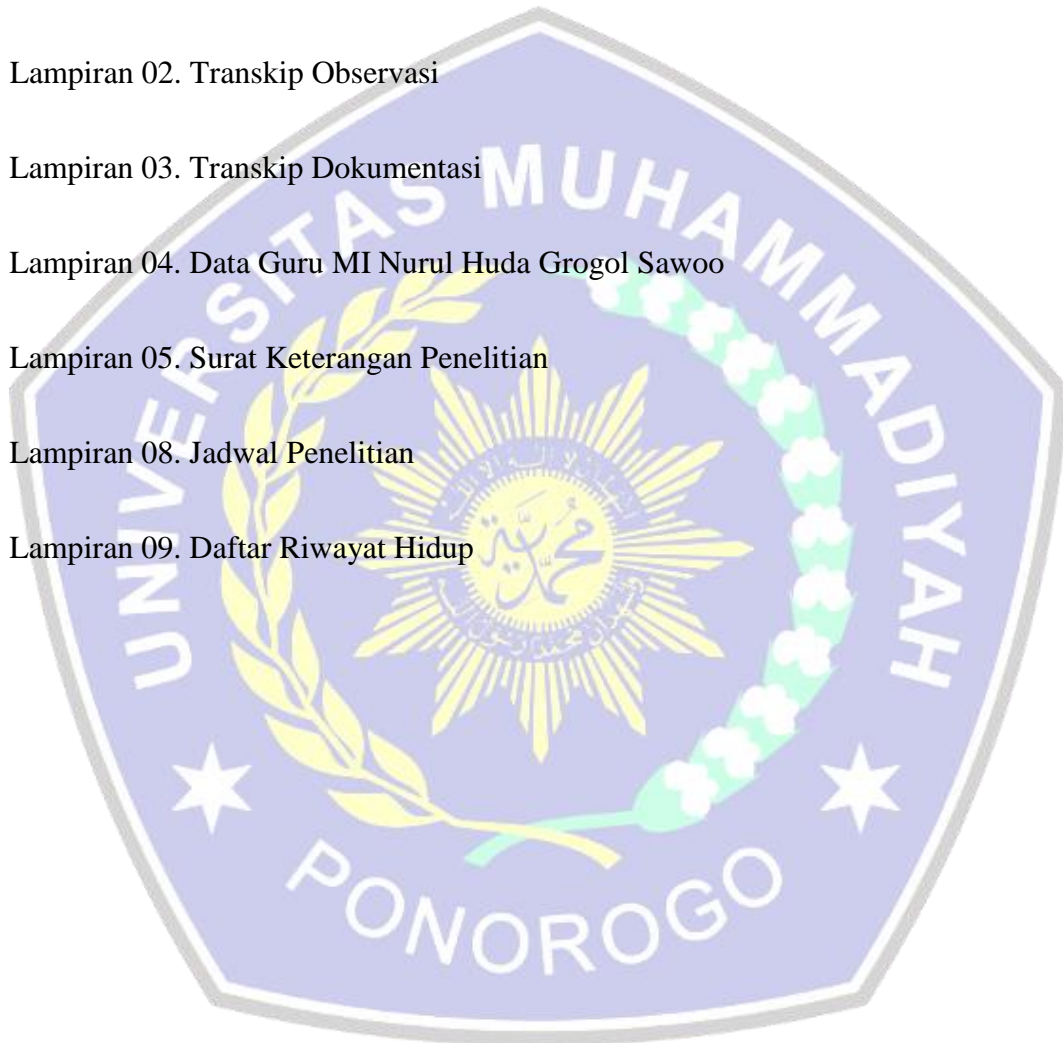 Lampiran 02. Transkip Observasi
Lampiran 03. Transkip Dokumentasi
Lampiran 04. Data Guru MI Nurul Huda Grogol Sawoo
Lampiran 05. Surat Keterangan Penelitian
Lampiran 08. Jadwal Penelitian
Lampiran 09. Daftar Riwayat Hidup
UNIVERSITAS MUHAMMADIYAH
محمدية
PONOROGO